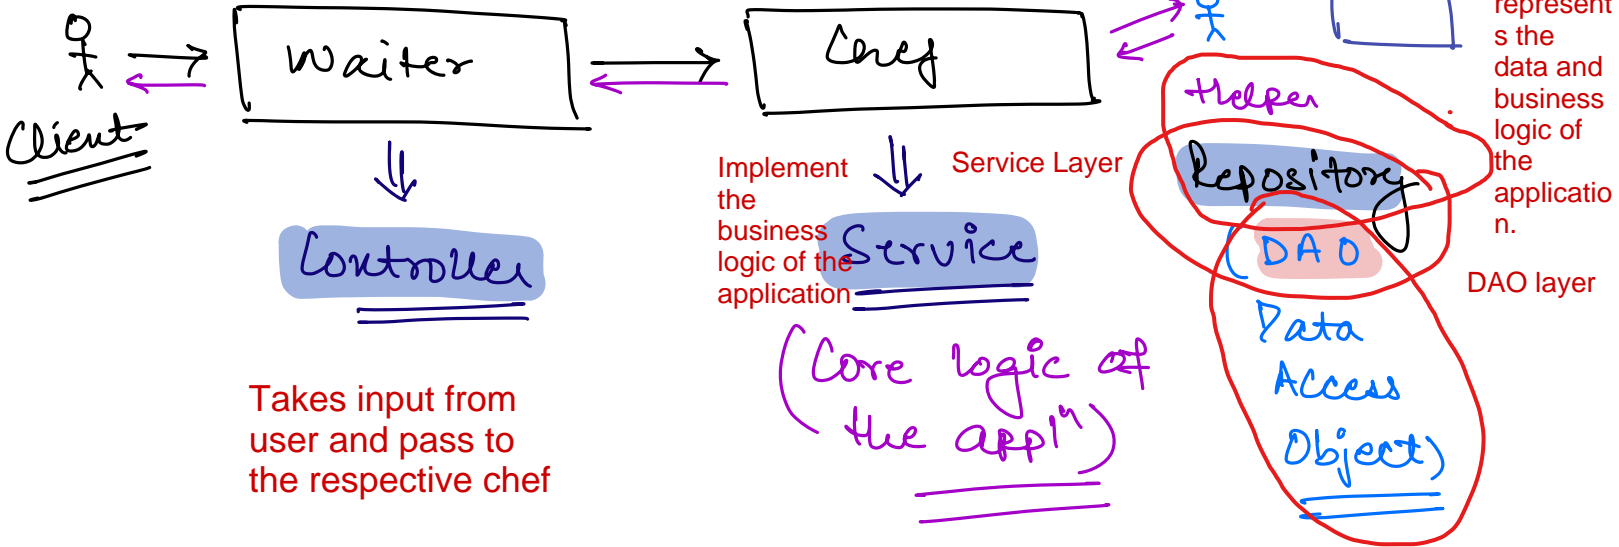 Client
Waiter
Chef
Helper
Repository
(DAO
Data
Access
Object)
represent
s the
data and
business
logic of
the
applicatio
n.
DAO layer
Controller
Takes input from
user and pass to
the respective chef
Implement
the
business
logic of the
application
Service Layer
Service
(Core logic of
the applⁿ)